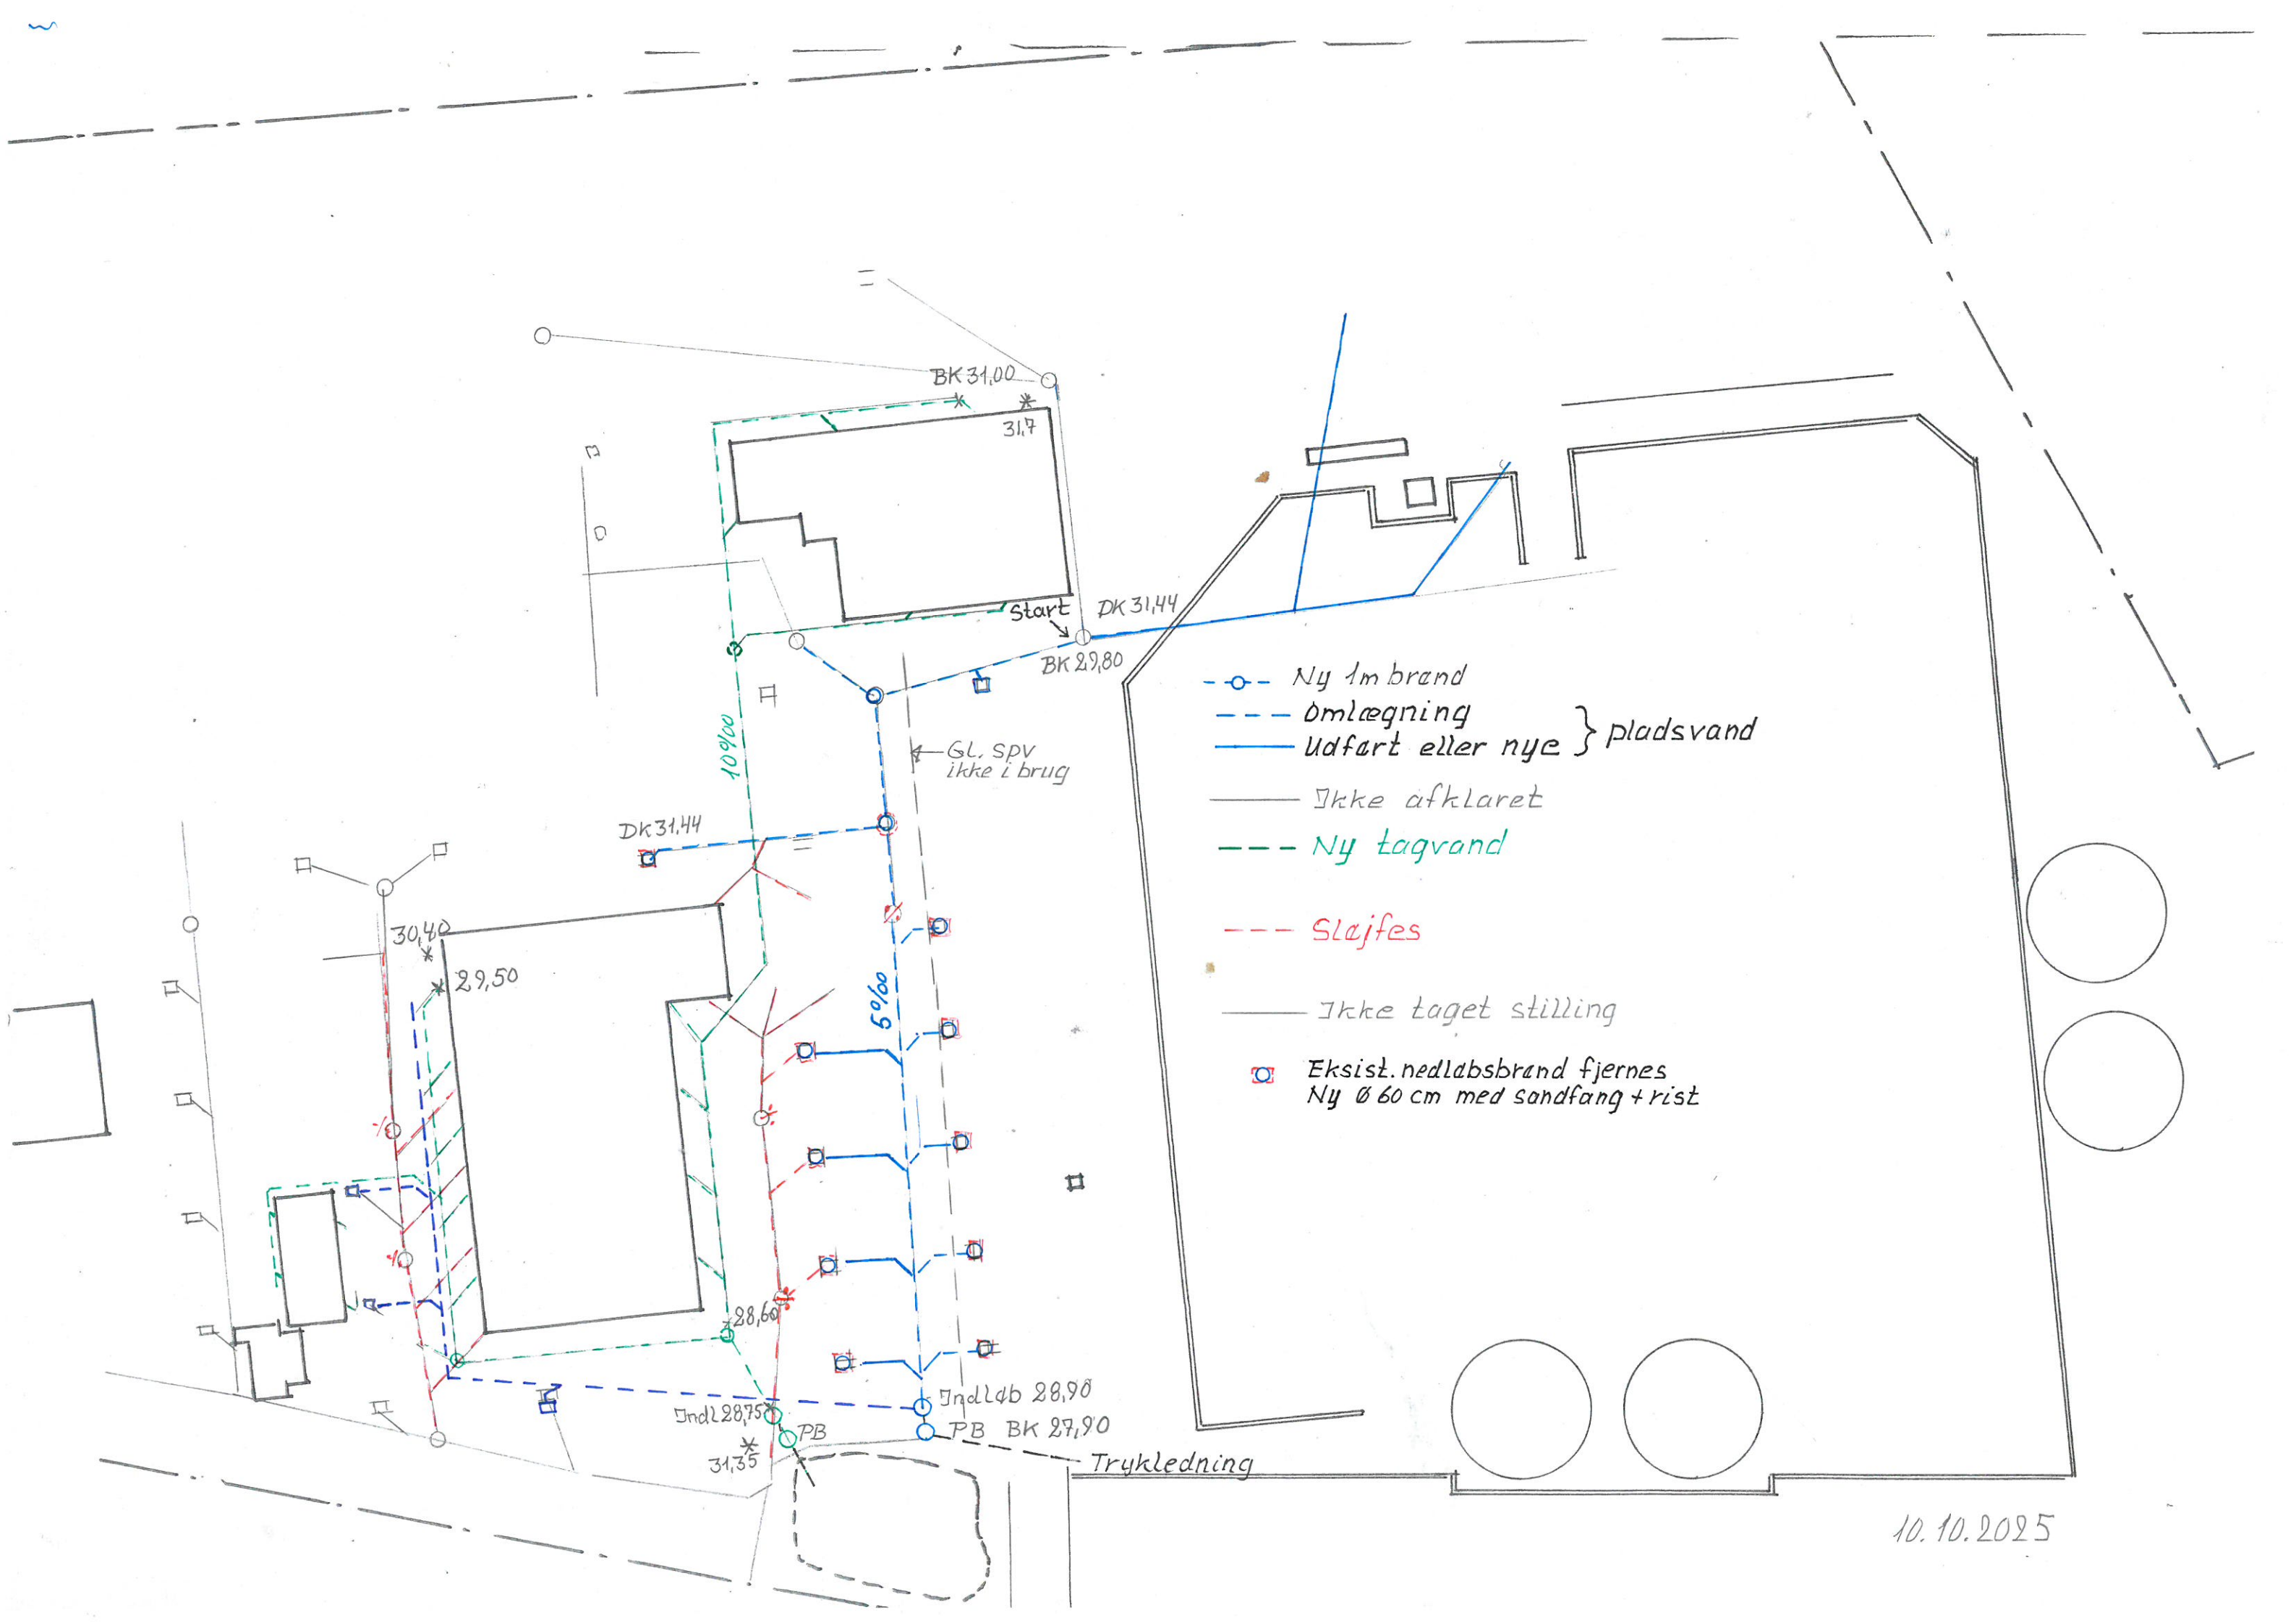 BK 31,00
31,7
Start
DK 31,44
BK 29,80
Ny 1m brønd
Omlægning
Udført eller nye } pladsvand
Gl. spv
ikke i brug
10‰
Ikke afklaret
DK 31.44
Ny tagvand
Sløjfes
30,40
29,50
5‰
Ikke taget stilling
Eksist. nedløbsbrønd fjernes
Ny Ø 60 cm med sandfang + rist
28,60
Indløb 28,90
Indl 28,75
PB
PB BK 27,90
31,35
Trykledning
10.10.2025